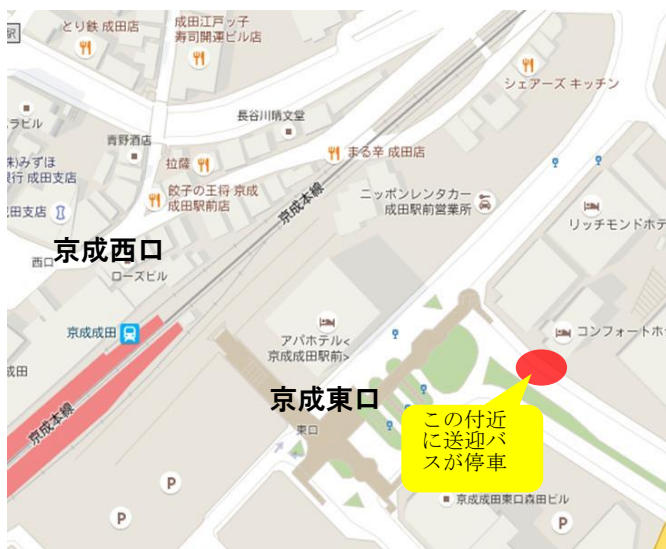 駅
とり鉄 成田店
成田江戸ッ子
寿司開運ビル店
シェアーズ キッチン
ラビル
長谷川晴文堂
青野酒店
株)みずほ
銀行 成田支店
拉薩
まる辛 成田店
餃子の王将 京成
成田駅前店
京成本線
ニッポンレンタカー
成田駅前営業所
リッチモンドホテ
田支店
京成西口
西口
ローズビル
京成成田
アパホテル<
京成成田駅前>
コンフォートホ
成田
京成本線
京成東口
東口
この付近
に送迎バ
スが停車
京成成田東口森田ビル
P
P
P